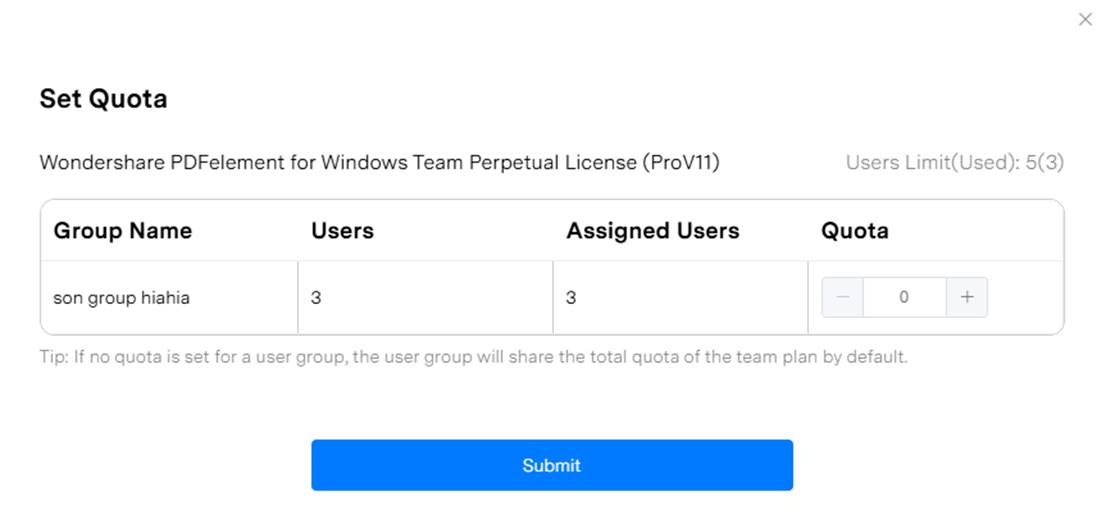 Set Quota
Wondershare PDFelement for Windows Team Perpetual License (ProV11) Users Limit(Used): 5(3)
Group Name Users Assigned Users Quota
son group hiahia 3 3 − 0 +
Tip: If no quota is set for a user group, the user group will share the total quota of the team plan by default.
Submit